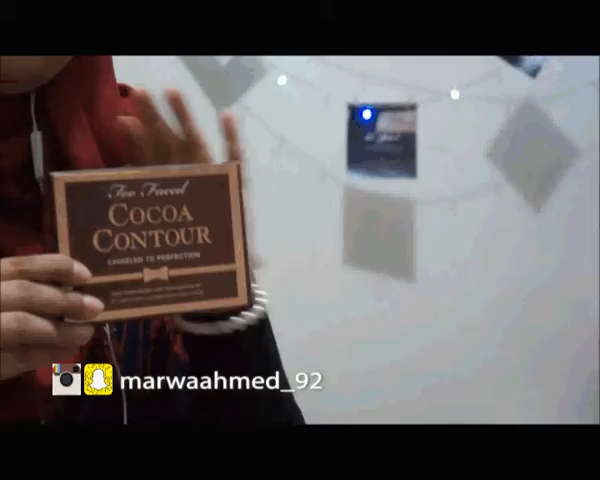 Too Faced
COCOA
CONTOUR
CHISELED TO PERFECTION
marwaahmed_92